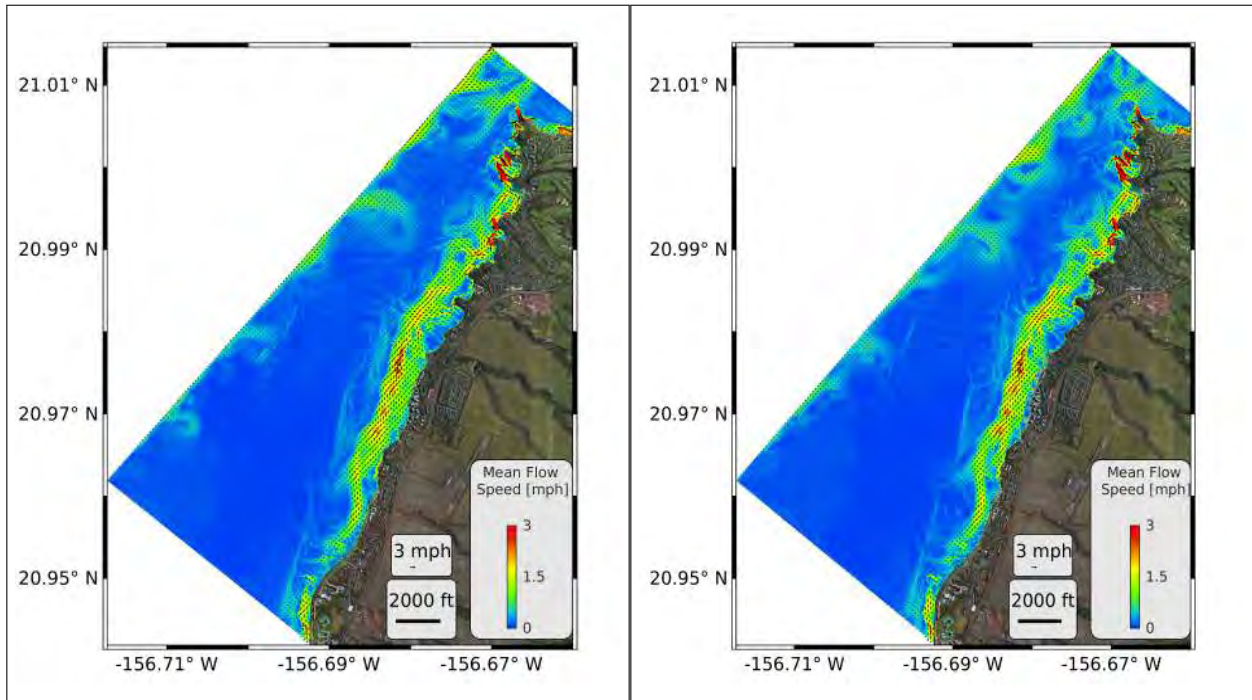 21.01° N
20.99° N
20.97° N
20.95° N
-156.71° W
-156.69° W
-156.67° W
Mean Flow
Speed [mph]
3
1.5
0
3 mph
2000 ft
21.01° N
20.99° N
20.97° N
20.95° N
-156.71° W
-156.69° W
-156.67° W
Mean Flow
Speed [mph]
3
1.5
0
3 mph
2000 ft